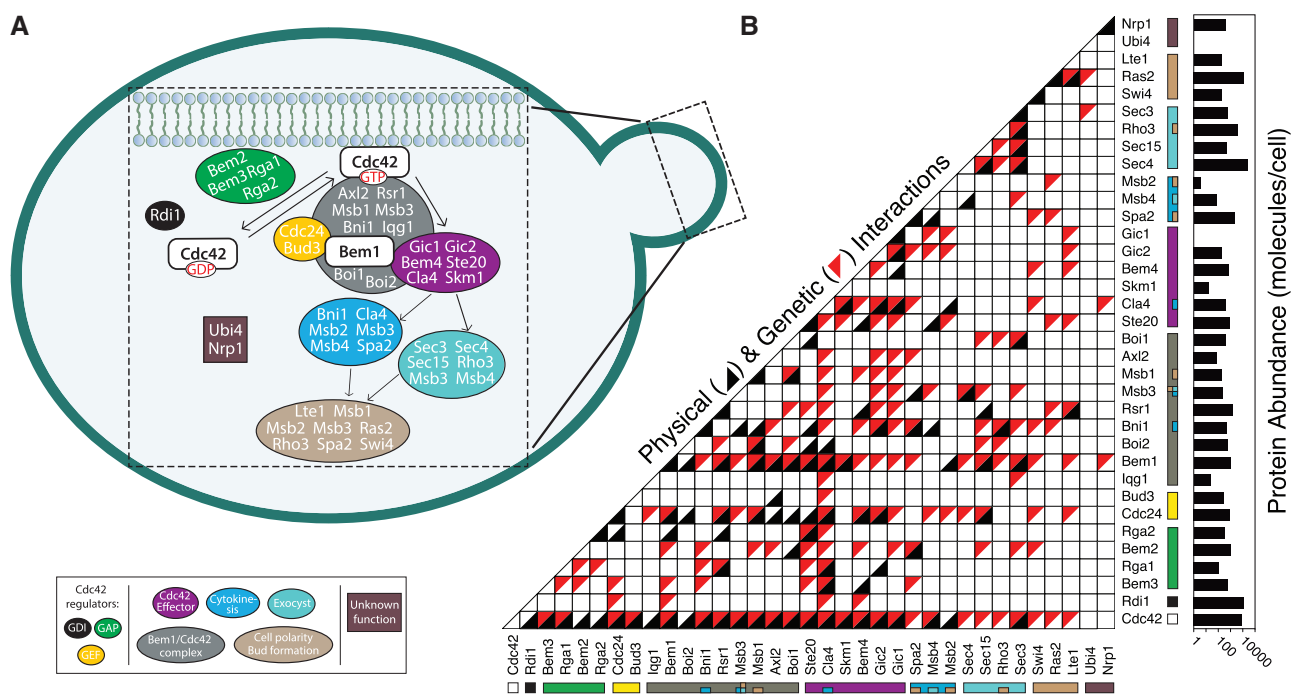 A
Bem2
Bem3 Rga1
Rga2
Cdc42
GTP
Rdi1
Axl2 Rsr1
Msb1 Msb3
Bni1 Iqg1
Cdc24
Bud3
Bem1
Gic1 Gic2
Bem4 Ste20
Cla4 Skm1
Cdc42
GDP
Boi1
Boi2
Ubi4
Nrp1
Bni1 Cla4
Msb2 Msb3
Msb4 Spa2
Sec3 Sec4
Sec15 Rho3
Msb3 Msb4
Lte1 Msb1
Msb2 Msb3 Ras2
Rho3 Spa2 Swi4
Cdc42
regulators:
GDI
GAP
GEF
Cdc42
Effector
Cytokine-
sis
Exocyst
Bem1/Cdc42
complex
Cell polarity
Bud formation
Unknown
function
B
Physical ( ) & Genetic ( ) Interactions
Nrp1
Ubi4
Lte1
Ras2
Swi4
Sec3
Rho3
Sec15
Sec4
Msb2
Msb4
Spa2
Gic1
Gic2
Bem4
Skm1
Cla4
Ste20
Boi1
Axl2
Msb1
Msb3
Rsr1
Bni1
Boi2
Bem1
Iqg1
Bud3
Cdc24
Rga2
Bem2
Rga1
Bem3
Rdi1
Cdc42
Cdc42
Rdi1
Bem3
Rga1
Bem2
Rga2
Cdc24
Bud3
Iqg1
Bem1
Boi2
Bni1
Rsr1
Msb3
Msb1
Axl2
Boi1
Ste20
Cla4
Skm1
Bem4
Gic2
Gic1
Spa2
Msb4
Msb2
Sec4
Sec15
Rho3
Sec3
Swi4
Ras2
Lte1
Ubi4
Nrp1
1
100
10000
Protein Abundance (molecules/cell)